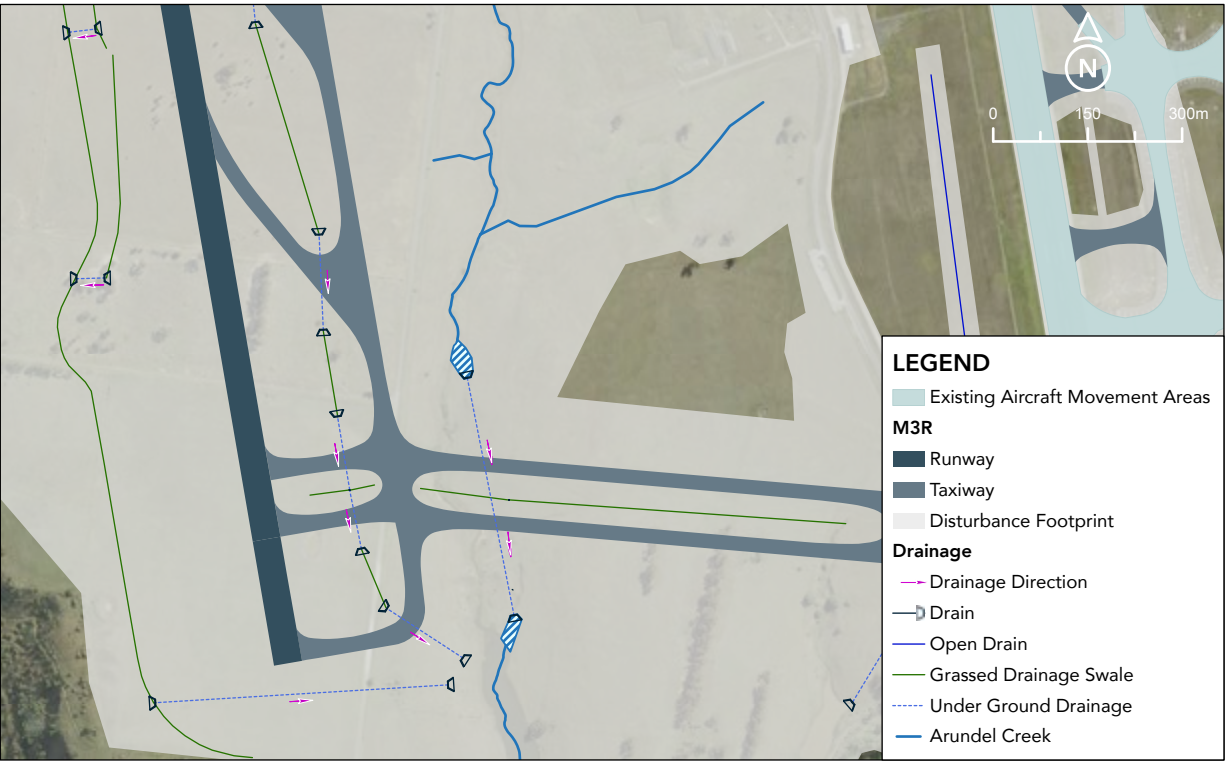 N
0 150 300m
LEGEND
Existing Aircraft Movement Areas
M3R
Runway
Taxiway
Disturbance Footprint
Drainage
Drainage Direction
Drain
Open Drain
Grassed Drainage Swale
Under Ground Drainage
Arundel Creek